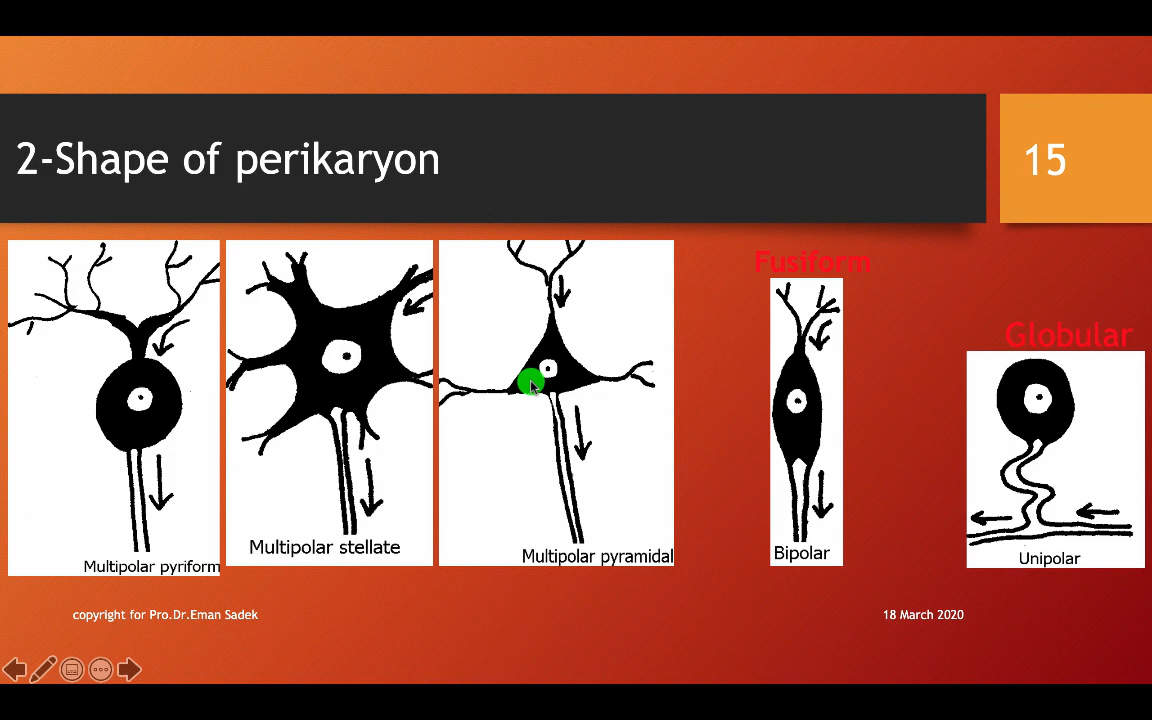 2-Shape of perikaryon
15
Fusiform
Globular
Multipolar pyriform
Multipolar stellate
Multipolar pyramidal
Bipolar
Unipolar
copyright for Pro.Dr.Eman Sadek
18 March 2020